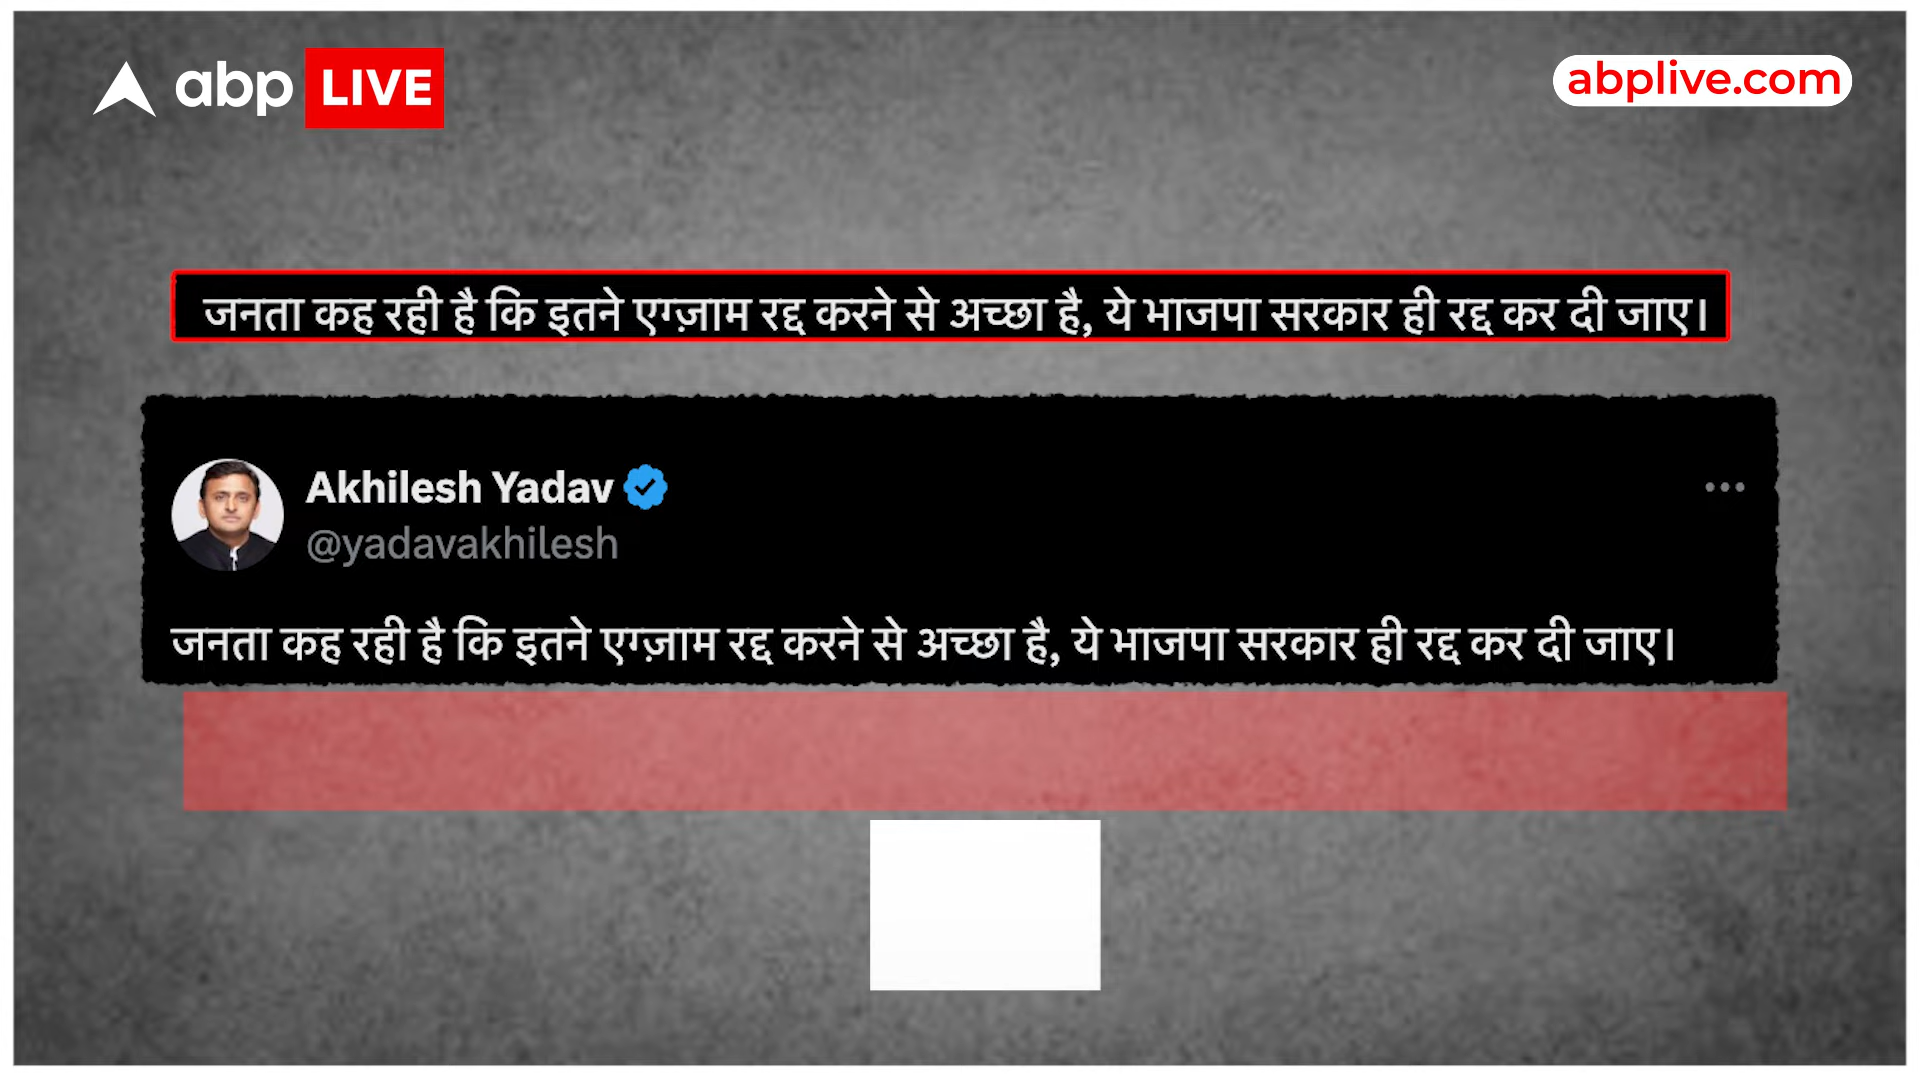 abp LIVE
abplive.com
जनता कह रही है कि इतने एग्ज़ाम रद्द करने से अच्छा है, ये भाजपा सरकार ही रद्द कर दी जाए।
Akhilesh Yadav
@yadavakhilesh
जनता कह रही है कि इतने एग्ज़ाम रद्द करने से अच्छा है, ये भाजपा सरकार ही रद्द कर दी जाए।